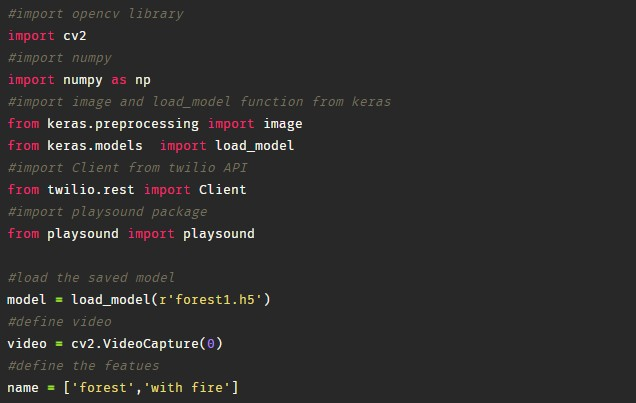 #import opencv library
import cv2
#import numpy
import numpy as np
#import image and load_model function from keras
from keras.preprocessing import image
from keras.models  import load_model
#import Client from twilio API
from twilio.rest import Client
#import playsound package
from playsound import playsound

#load the saved model
model = load_model(r'forest1.h5')
#define video
video = cv2.VideoCapture(0)
#define the featues
name = ['forest','with fire']